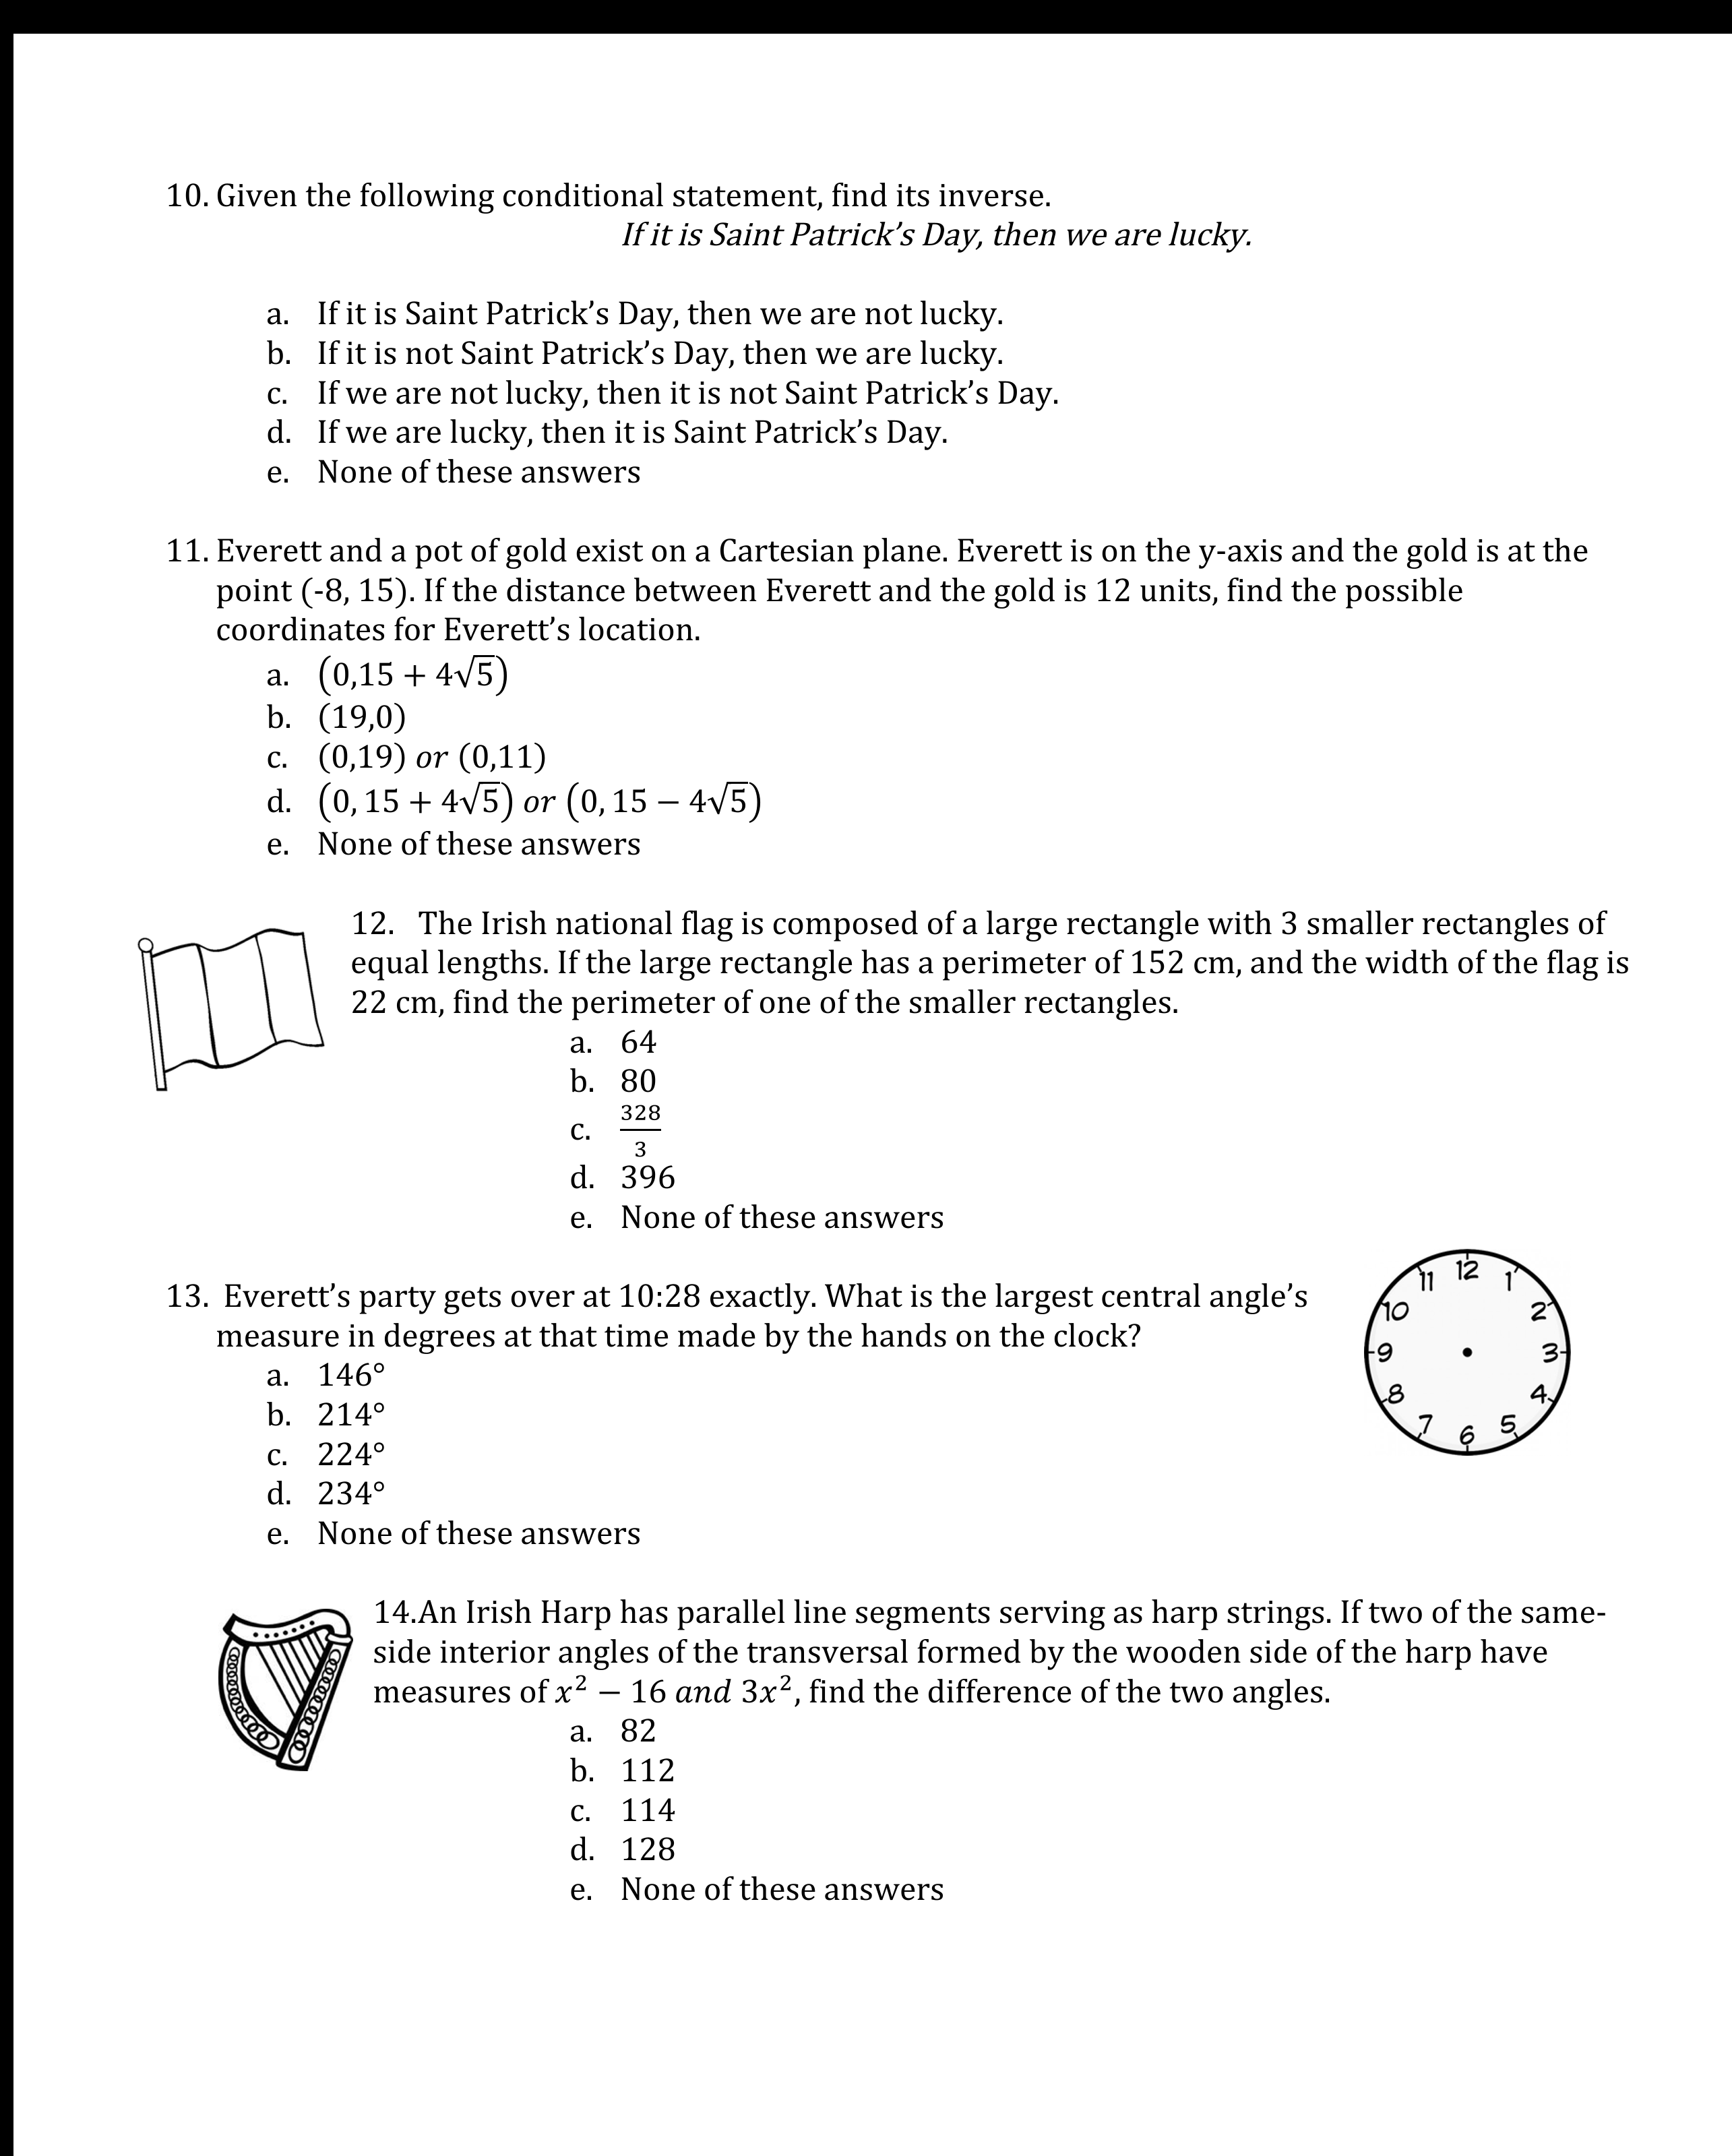 10. Given the following conditional statement, find its inverse.
If it is Saint Patrick's Day, then we are lucky.
a. If it is Saint Patrick's Day, then we are not lucky.
b. If it is not Saint Patrick's Day, then we are lucky.
c. If we are not lucky, then it is not Saint Patrick's Day.
d. If we are lucky, then it is Saint Patrick's Day.
e. None of these answers
11. Everett and a pot of gold exist on a Cartesian plane. Everett is on the y-axis and the gold is at the
point (-8, 15). If the distance between Everett and the gold is 12 units, find the possible
coordinates for Everett's location.
a. (0,15 + 4√5)
b. (19,0)
c. (0,19) or (0,11)
d. (0, 15 + 4√5) or (0, 15 − 4√5)
e. None of these answers
12. The Irish national flag is composed of a large rectangle with 3 smaller rectangles of
equal lengths. If the large rectangle has a perimeter of 152 cm, and the width of the flag is
22 cm, find the perimeter of one of the smaller rectangles.
a. 64
b. 80
c. 328/3
d. 396
e. None of these answers
13. Everett's party gets over at 10:28 exactly. What is the largest central angle's
measure in degrees at that time made by the hands on the clock?
a. 146°
b. 214°
c. 224°
d. 234°
e. None of these answers
12
11 1
10 2
9 3
8 4
7 5
6
14.An Irish Harp has parallel line segments serving as harp strings. If two of the same-
side interior angles of the transversal formed by the wooden side of the harp have
measures of x² − 16 and 3x², find the difference of the two angles.
a. 82
b. 112
c. 114
d. 128
e. None of these answers